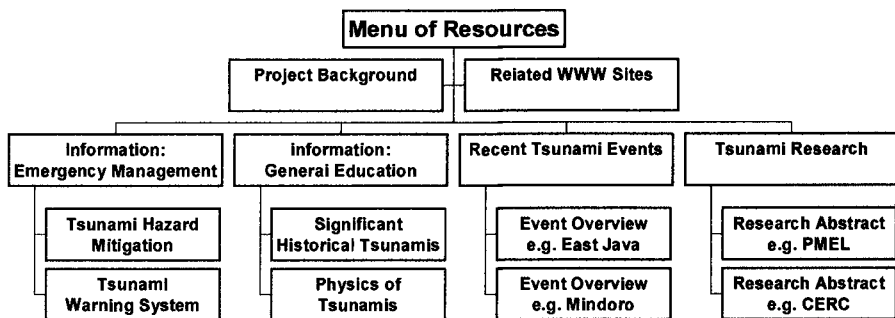 Menu of Resources
Project Background
Related WWW Sites
Information:
Emergency Management
information:
General Education
Recent Tsunami Events
Tsunami Research
Tsunami Hazard
Mitigation
Significant
Historical Tsunamis
Event Overview
e.g. East Java
Research Abstract
e.g. PMEL
Tsunami
Warning System
Physics of
Tsunamis
Event Overview
e.g. Mindoro
Research Abstract
e.g. CERC